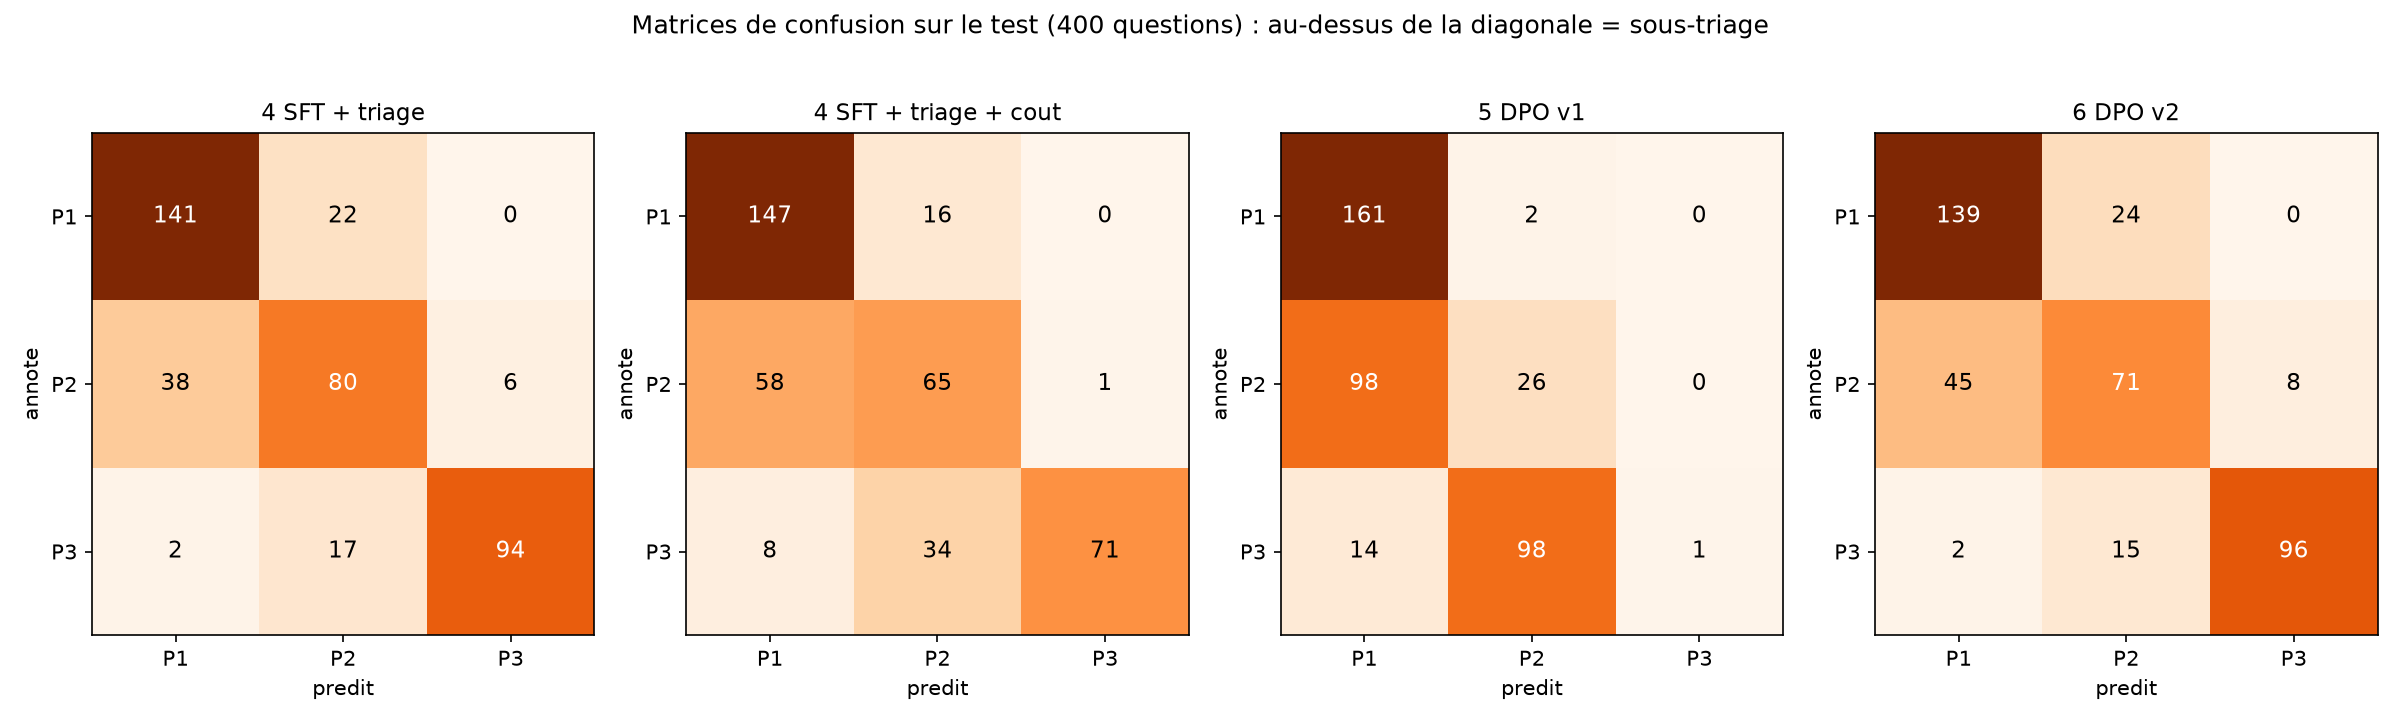 Matrices de confusion sur le test (400 questions) : au-dessus de la diagonale = sous-triage
4 SFT + triage
P1 141 22 0
P2 38 80 6
P3 2 17 94
P1 P2 P3
predit
annote
4 SFT + triage + cout
P1 147 16 0
P2 58 65 1
P3 8 34 71
P1 P2 P3
predit
annote
5 DPO v1
P1 161 2 0
P2 98 26 0
P3 14 98 1
P1 P2 P3
predit
annote
6 DPO v2
P1 139 24 0
P2 45 71 8
P3 2 15 96
P1 P2 P3
predit
annote